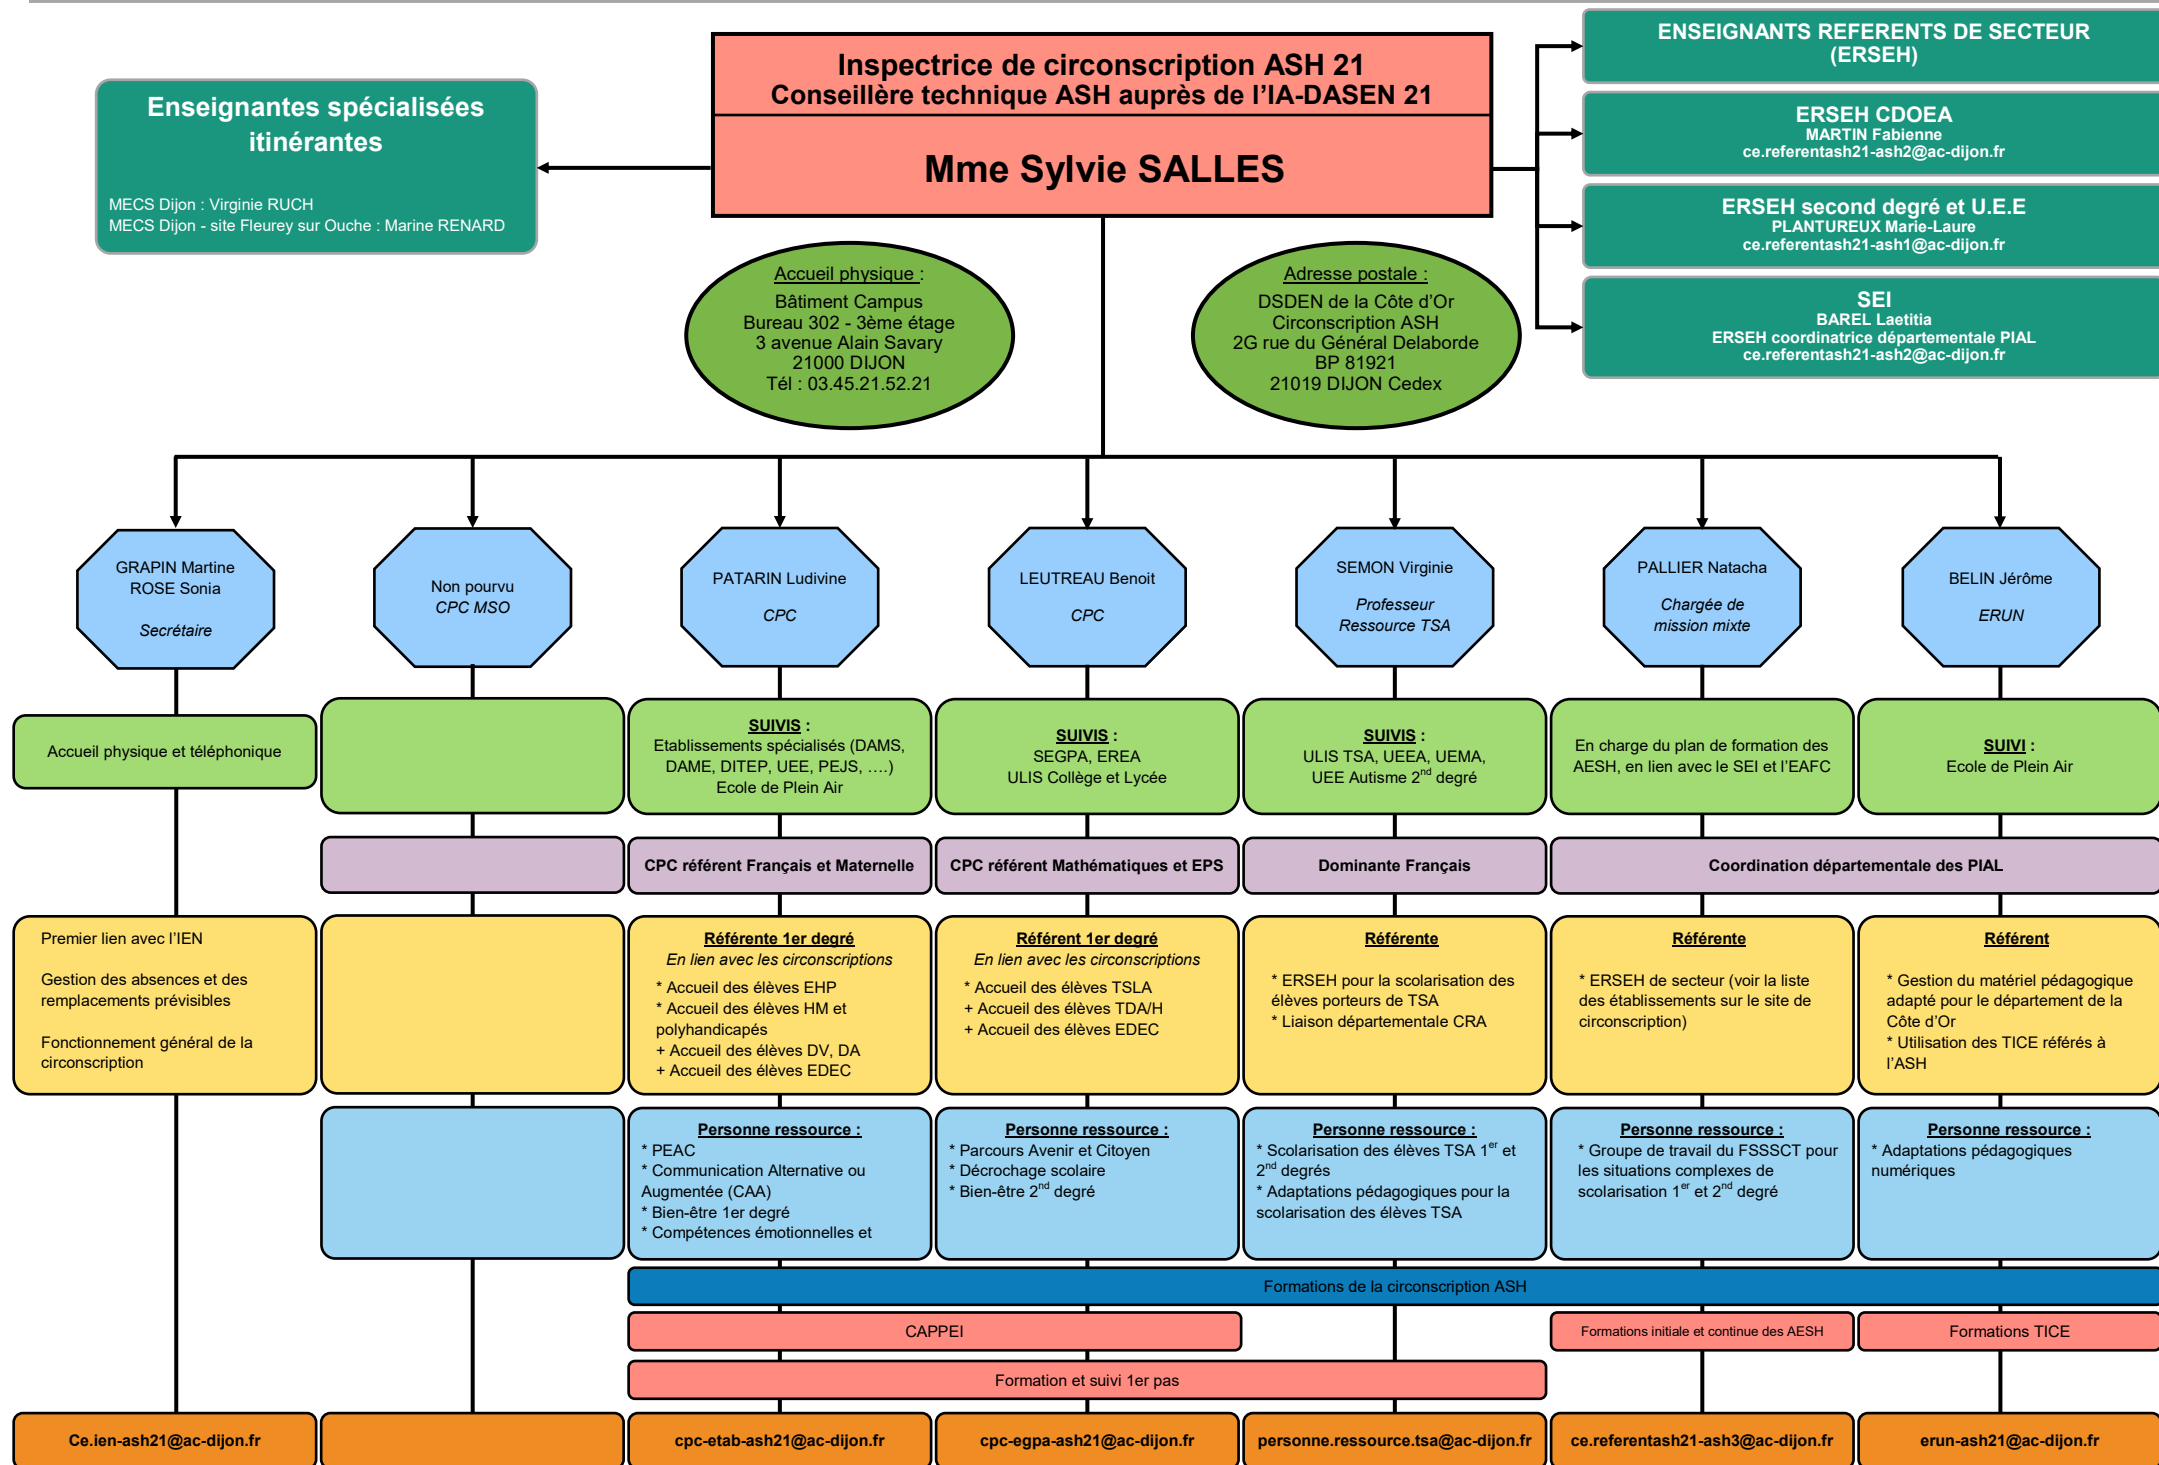 Inspectrice de circonscription ASH 21
Conseillère technique ASH auprès de l'IA-DASEN 21
Mme Sylvie SALLES
Enseignantes spécialisées
itinérantes
MECS Dijon : Virginie RUCH
MECS Dijon - site Fleurey sur Ouche : Marine RENARD
ENSEIGNANTS REFERENTS DE SECTEUR
(ERSEH)
ERSEH CDOEA
MARTIN Fabienne
ce.referentash21-ash2@ac-dijon.fr
ERSEH second degré et U.E.E
PLANTUREUX Marie-Laure
ce.referentash21-ash1@ac-dijon.fr
SEI
BAREL Laetitia
ERSEH coordinatrice départementale PIAL
ce.referentash21-ash2@ac-dijon.fr
Accueil physique :
Bâtiment Campus
Bureau 302 - 3ème étage
3 avenue Alain Savary
21000 DIJON
Tél : 03.45.21.52.21
Adresse postale :
DSDEN de la Côte d'Or
Circonscription ASH
2G rue du Général Delaborde
BP 81921
21019 DIJON Cedex
GRAPIN Martine
ROSE Sonia
Secrétaire
Non pourvu
CPC MSO
PATARIN Ludivine
CPC
LEUTREAU Benoit
CPC
SEMON Virginie
Professeur
Ressource TSA
PALLIER Natacha
Chargée de
mission mixte
BELIN Jérôme
ERUN
Accueil physique et téléphonique
SUIVIS :
Etablissements spécialisés (DAMS,
DAME, DITEP, UEE, PEJS, ….)
Ecole de Plein Air
SUIVIS :
SEGPA, EREA
ULIS Collège et Lycée
SUIVIS :
ULIS TSA, UEEA, UEMA,
UEE Autisme 2nd degré
En charge du plan de formation des
AESH, en lien avec le SEI et l'EAFC
SUIVI :
Ecole de Plein Air
CPC référent Français et Maternelle
CPC référent Mathématiques et EPS
Dominante Français
Coordination départementale des PIAL
Premier lien avec l'IEN
Gestion des absences et des
remplacements prévisibles
Fonctionnement général de la
circonscription
Référente 1er degré
En lien avec les circonscriptions
* Accueil des élèves EHP
* Accueil des élèves HM et
polyhandicapés
+ Accueil des élèves DV, DA
+ Accueil des élèves EDEC
Référent 1er degré
En lien avec les circonscriptions
* Accueil des élèves TSLA
+ Accueil des élèves TDA/H
+ Accueil des élèves EDEC
Référente
* ERSEH pour la scolarisation des
élèves porteurs de TSA
* Liaison départementale CRA
Référente
* ERSEH de secteur (voir la liste
des établissements sur le site de
circonscription)
Référent
* Gestion du matériel pédagogique
adapté pour le département de la
Côte d'Or
* Utilisation des TICE référés à
l'ASH
Personne ressource :
* PEAC
* Communication Alternative ou
Augmentée (CAA)
* Bien-être 1er degré
* Compétences émotionnelles et
Personne ressource :
* Parcours Avenir et Citoyen
* Décrochage scolaire
* Bien-être 2nd degré
Personne ressource :
* Scolarisation des élèves TSA 1er et
2nd degrés
* Adaptations pédagogiques pour la
scolarisation des élèves TSA
Personne ressource :
* Groupe de travail du FSSSCT pour
les situations complexes de
scolarisation 1er et 2nd degré
Personne ressource :
* Adaptations pédagogiques
numériques
Formations de la circonscription ASH
CAPPEI
Formations initiale et continue des AESH
Formations TICE
Formation et suivi 1er pas
Ce.ien-ash21@ac-dijon.fr
cpc-etab-ash21@ac-dijon.fr
cpc-egpa-ash21@ac-dijon.fr
personne.ressource.tsa@ac-dijon.fr
ce.referentash21-ash3@ac-dijon.fr
erun-ash21@ac-dijon.fr